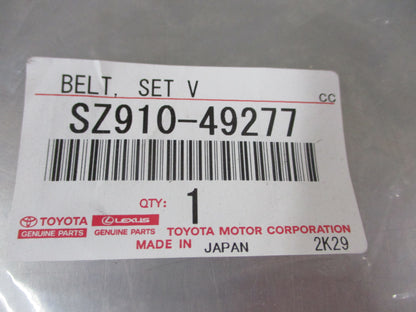 BELT, SET V
CC
SZ910-49277
QTY: 1
TOYOTA LEXUS
GENUINE PARTS GENUINE PARTS TOYOTA MOTOR CORPORATION
MADE IN JAPAN 2K29